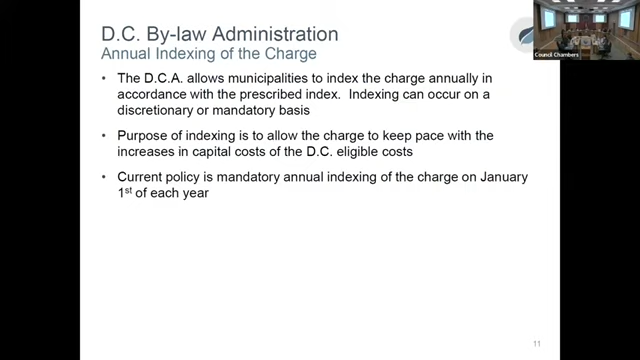 D.C. By-law Administration
Annual Indexing of the Charge
• The D.C.A. allows municipalities to index the charge annually in
accordance with the prescribed index. Indexing can occur on a
discretionary or mandatory basis
• Purpose of indexing is to allow the charge to keep pace with the
increases in capital costs of the D.C. eligible costs
• Current policy is mandatory annual indexing of the charge on January
1st of each year
Council Chambers
11